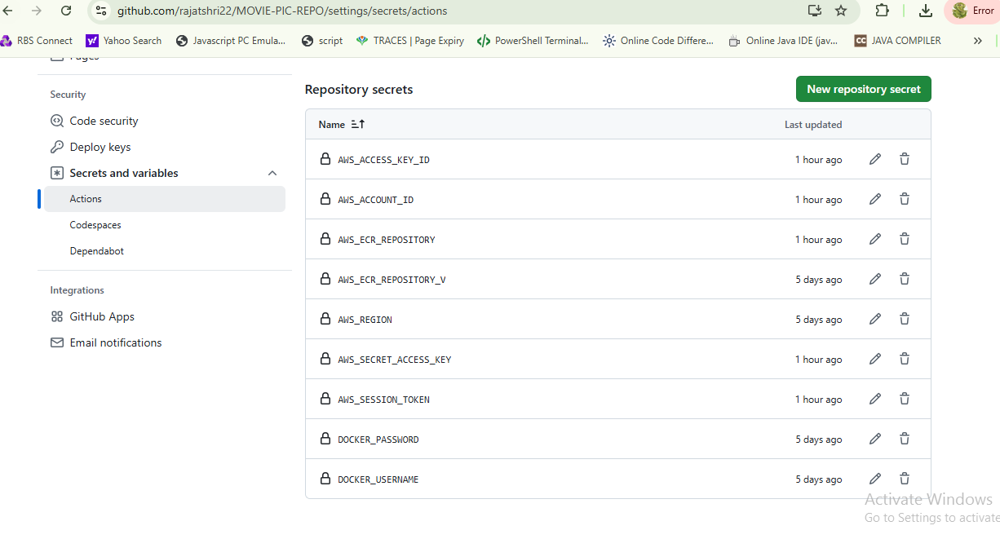 github.com/rajatshri22/MOVIE-PIC-REPO/settings/secrets/actions
Error
RBS Connect
Yahoo Search
Javascript PC Emula...
script
TRACES | Page Expiry
PowerShell Terminal...
Online Code Differe...
Online Java IDE (jav...
CC JAVA COMPILER
Pages
Security
Code security
Deploy keys
Secrets and variables
Actions
Codespaces
Dependabot
Integrations
GitHub Apps
Email notifications
Repository secrets
New repository secret
Name
Last updated
AWS_ACCESS_KEY_ID 1 hour ago
AWS_ACCOUNT_ID 1 hour ago
AWS_ECR_REPOSITORY 1 hour ago
AWS_ECR_REPOSITORY_V 5 days ago
AWS_REGION 5 days ago
AWS_SECRET_ACCESS_KEY 1 hour ago
AWS_SESSION_TOKEN 1 hour ago
DOCKER_PASSWORD 5 days ago
DOCKER_USERNAME 5 days ago
Activate Windows
Go to Settings to activate